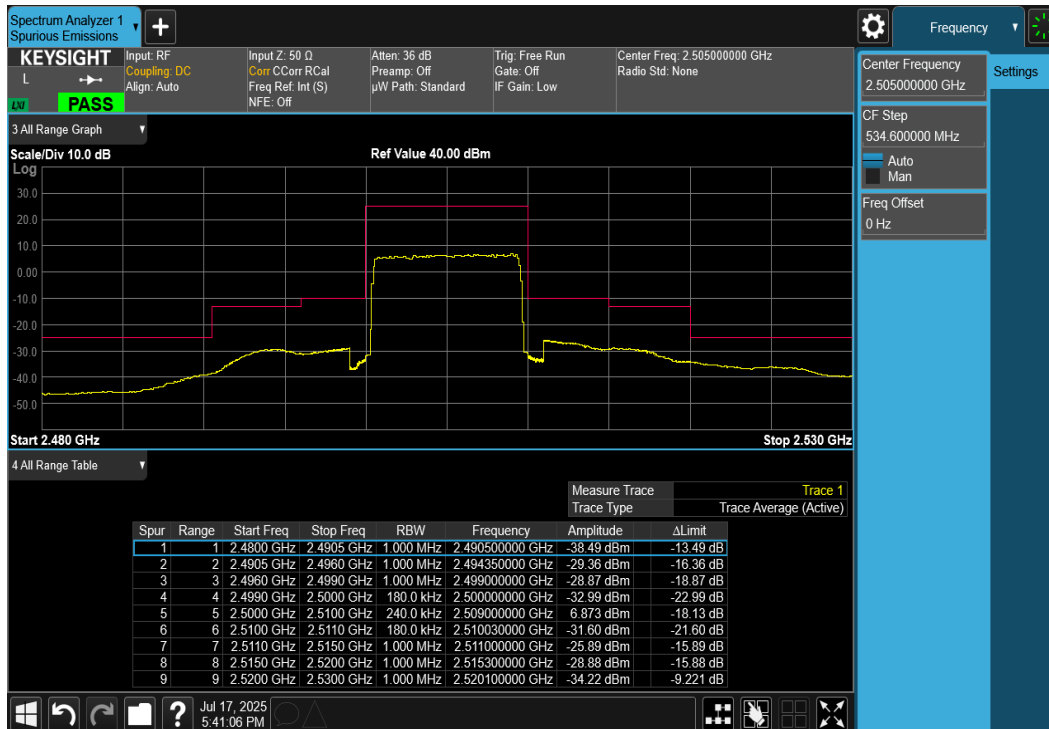 Spectrum Analyzer 1
Spurious Emissions
Frequency
KEYSIGHT
L
LXI
PASS
Input: RF
Coupling: DC
Align: Auto
Input Z: 50 Ω
Corr CCorr RCal
Freq Ref: Int (S)
NFE: Off
Atten: 36 dB
Preamp: Off
µW Path: Standard
Trig: Free Run
Gate: Off
IF Gain: Low
Center Freq: 2.505000000 GHz
Radio Std: None
Center Frequency
2.505000000 GHz
Settings
CF Step
534.600000 MHz
Auto
Man
Freq Offset
0 Hz
3 All Range Graph
Scale/Div 10.0 dB
Ref Value 40.00 dBm
Log
30.0
20.0
10.0
0.00
-10.0
-20.0
-30.0
-40.0
-50.0
Start 2.480 GHz
Stop 2.530 GHz
4 All Range Table
Measure Trace Trace 1
Trace Type Trace Average (Active)
Spur Range Start Freq Stop Freq RBW Frequency Amplitude ΔLimit
1 1 2.4800 GHz 2.4905 GHz 1.000 MHz 2.490500000 GHz -38.49 dBm -13.49 dB
2 2 2.4905 GHz 2.4960 GHz 1.000 MHz 2.494350000 GHz -29.36 dBm -16.36 dB
3 3 2.4960 GHz 2.4990 GHz 1.000 MHz 2.499000000 GHz -28.87 dBm -18.87 dB
4 4 2.4990 GHz 2.5000 GHz 180.0 kHz 2.500000000 GHz -32.99 dBm -22.99 dB
5 5 2.5000 GHz 2.5100 GHz 240.0 kHz 2.509000000 GHz 6.873 dBm -18.13 dB
6 6 2.5100 GHz 2.5110 GHz 180.0 kHz 2.510030000 GHz -31.60 dBm -21.60 dB
7 7 2.5110 GHz 2.5150 GHz 1.000 MHz 2.511000000 GHz -25.89 dBm -15.89 dB
8 8 2.5150 GHz 2.5200 GHz 1.000 MHz 2.515300000 GHz -28.88 dBm -15.88 dB
9 9 2.5200 GHz 2.5300 GHz 1.000 MHz 2.520100000 GHz -34.22 dBm -9.221 dB
Jul 17, 2025
5:41:06 PM